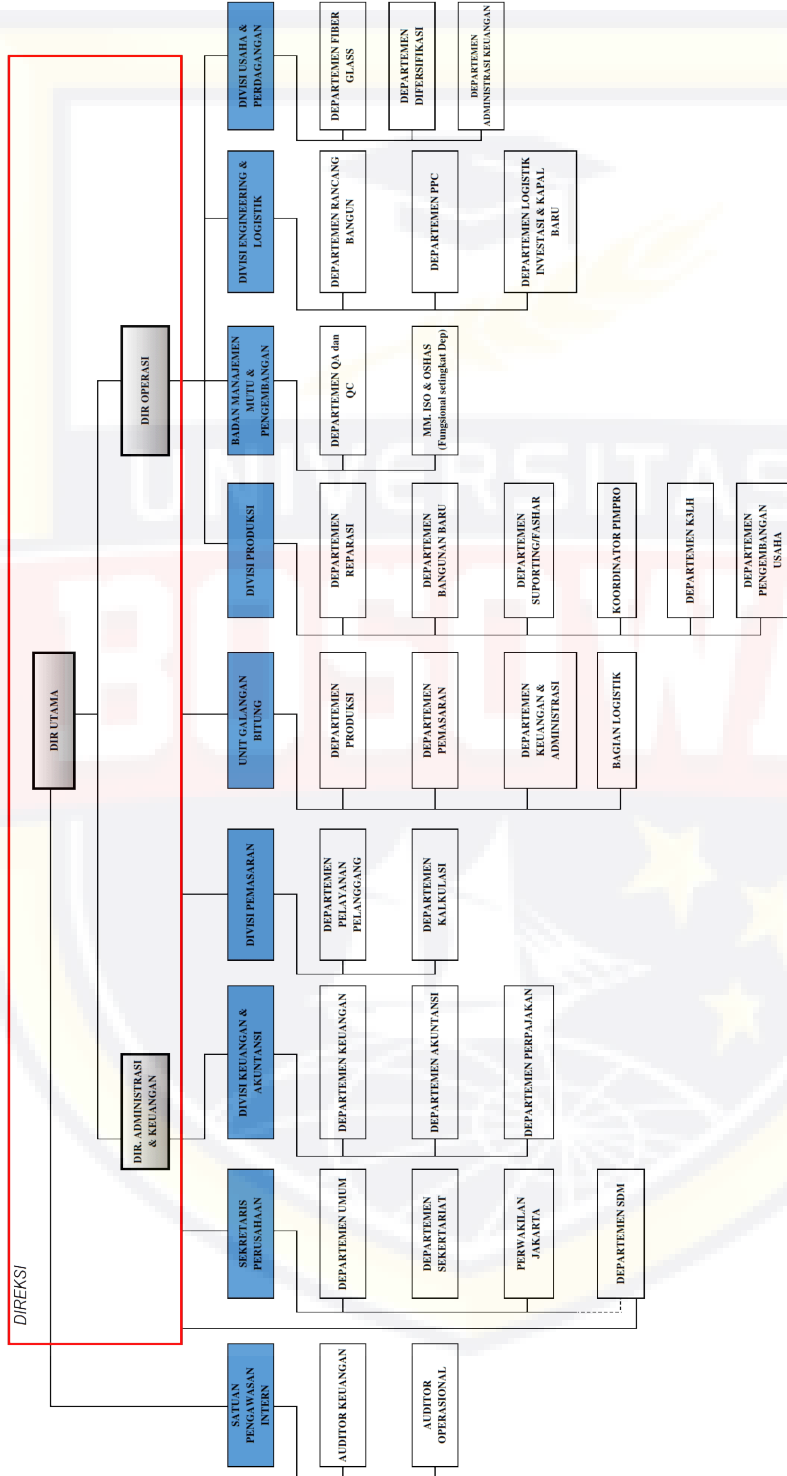 DIREKSI
DIR UTAMA
DIR. ADMINISTRASI
& KEUANGAN
DIR OPERASI
SATUAN
PENGAWASAN
INTERN
AUDITOR KEUANGAN
AUDITOR
OPERASIONAL
SEKRETARIS
PERUSAHAAN
DEPARTEMEN UMUM
DEPARTEMEN
SEKERTARIAT
PERWAKILAN
JAKARTA
DEPARTEMEN SDM
DIVISI KEUANGAN &
AKUNTANSI
DEPARTEMEN KEUANGAN
DEPARTEMEN AKUNTANSI
DEPARTEMEN PERPAJAKAN
DIVISI PEMASARAN
DEPARTEMEN
PELAYANAN
PELANGGANG
DEPARTEMEN
KALKULASI
UNIT GALANGAN
BITUNG
DEPARTEMEN
PRODUKSI
DEPARTEMEN
PEMASARAN
DEPARTEMEN
KEUANGAN &
ADMINISTRASI
BAGIAN LOGISTIK
DIVISI PRODUKSI
DEPARTEMEN
REPARASI
DEPARTEMEN
BANGUNAN BARU
DEPARTEMEN
SUPORTING/FASHAR
KOORDINATOR PIMPRO
DEPARTEMEN K3LH
DEPARTEMEN
PENGEMBANGAN
USAHA
BADAN MANAJEMEN
MUTU &
PENGEMBANGAN
DEPARTEMEN QA dan
QC
MM. ISO & OSHAS
(Fungsional setingkat Dep)
DIVISI ENGINEERING &
LOGISTIK
DEPARTEMEN RANCANG
BANGUN
DEPARTEMEN PPC
DEPARTEMEN LOGISTIK
INVESTASI & KAPAL
BARU
DIVISI USAHA &
PERDAGANGAN
DEPARTEMEN FIBER
GLASS
DEPARTEMEN
DIFERSIFIKASI
DEPARTEMEN
ADMINISTRASI KEUANGAN
UNIVERSITAS
BOSOWA